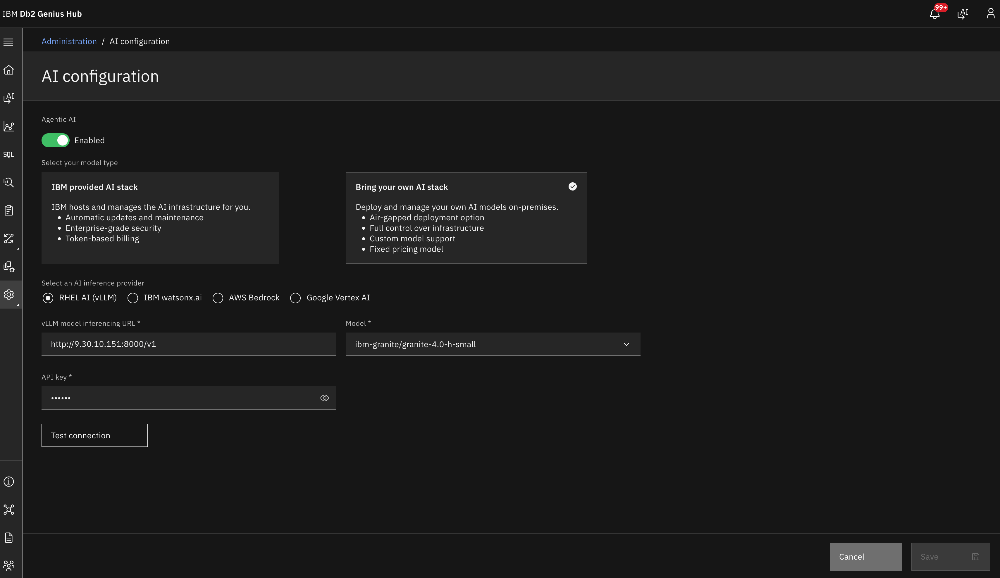 IBM Db2 Genius Hub
99+
AI
Administration / AI configuration
AI configuration
AI
SQL
Agentic AI
Enabled
Select your model type
IBM provided AI stack
IBM hosts and manages the AI infrastructure for you.
• Automatic updates and maintenance
• Enterprise-grade security
• Token-based billing
Bring your own AI stack
Deploy and manage your own AI models on-premises.
• Air-gapped deployment option
• Full control over infrastructure
• Custom model support
• Fixed pricing model
Select an AI inference provider
RHEL AI (vLLM) IBM watsonx.ai AWS Bedrock Google Vertex AI
vLLM model inferencing URL *
http://9.30.10.151:8000/v1
Model *
ibm-granite/granite-4.0-h-small
API key *
••••••
Test connection
Cancel
Save